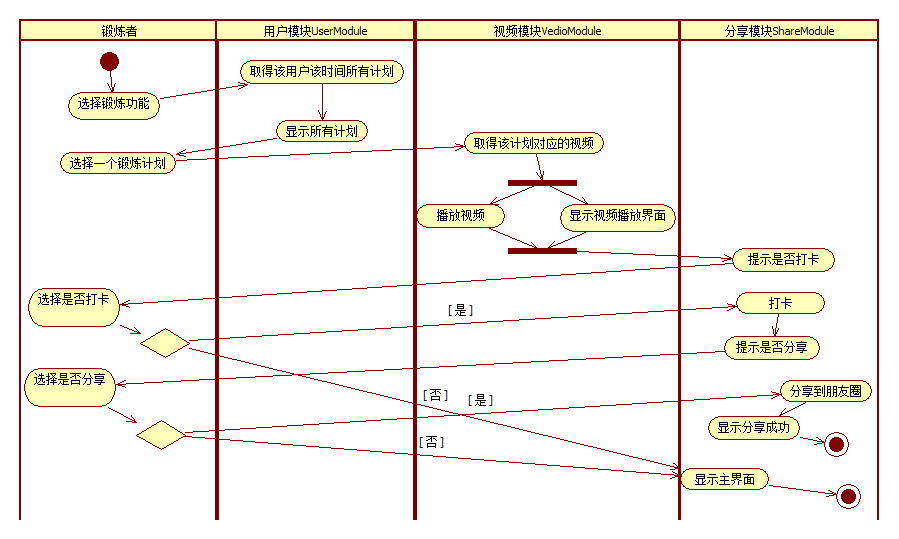 锻炼者
用户模块UserModule
视频模块VedioModule
分享模块ShareModule
取得该用户该时间所有计划
选择锻炼功能
显示所有计划
取得该计划对应的视频
选择一个锻炼计划
播放视频
显示视频播放界面
提示是否打卡
选择是否打卡
[是]
打卡
提示是否分享
选择是否分享
[否]
[是]
分享到朋友圈
显示分享成功
[否]
显示主界面